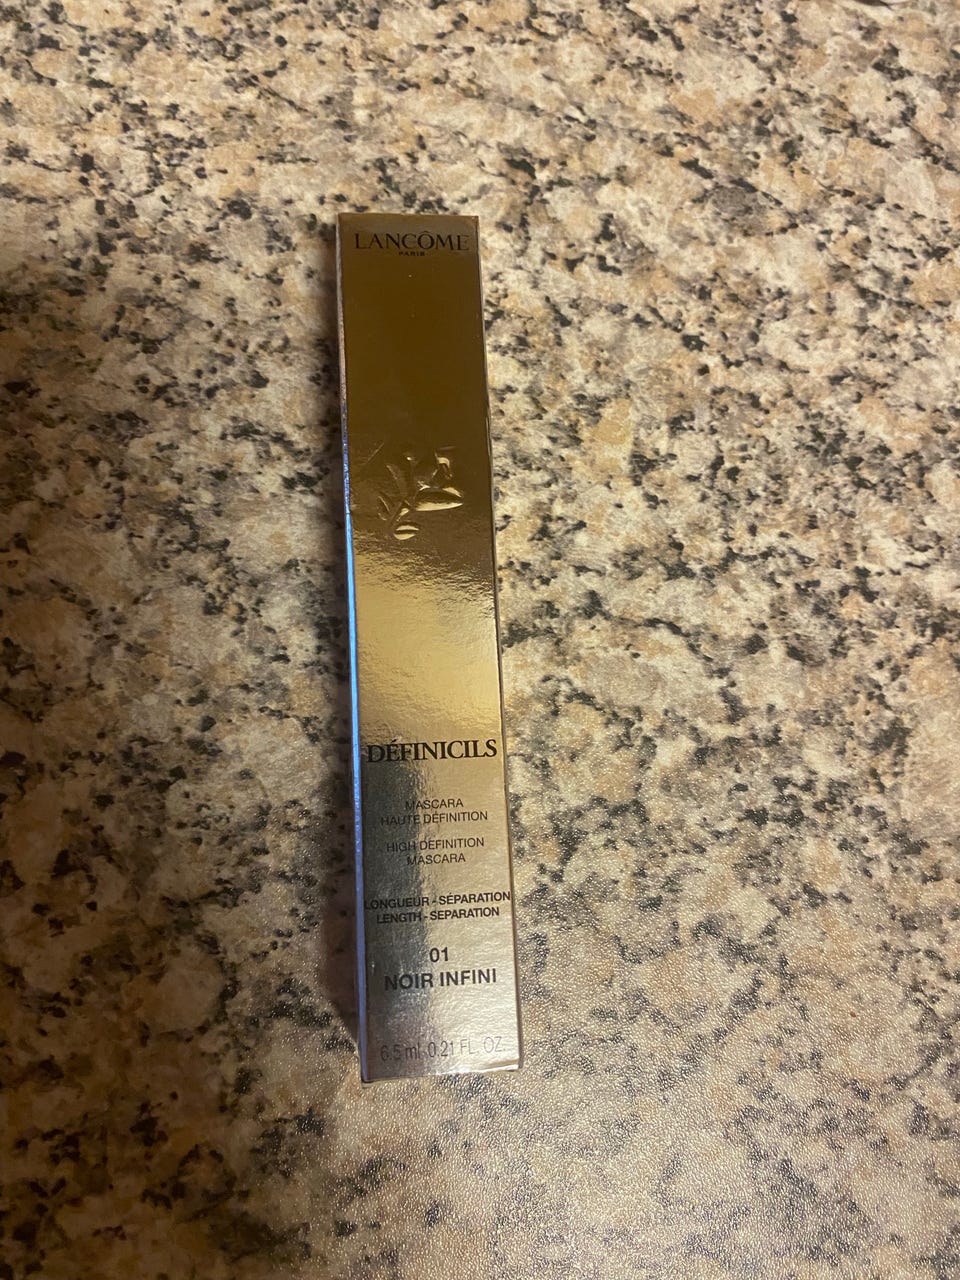 LANCÔME
PARIS
DÉFINICILS
MASCARA
HAUTE DÉFINITION
HIGH DEFINITION
MASCARA
LONGUEUR - SÉPARATION
LENGTH - SEPARATION
01
NOIR INFINI
6.5 ml 0.21 FL. OZ.